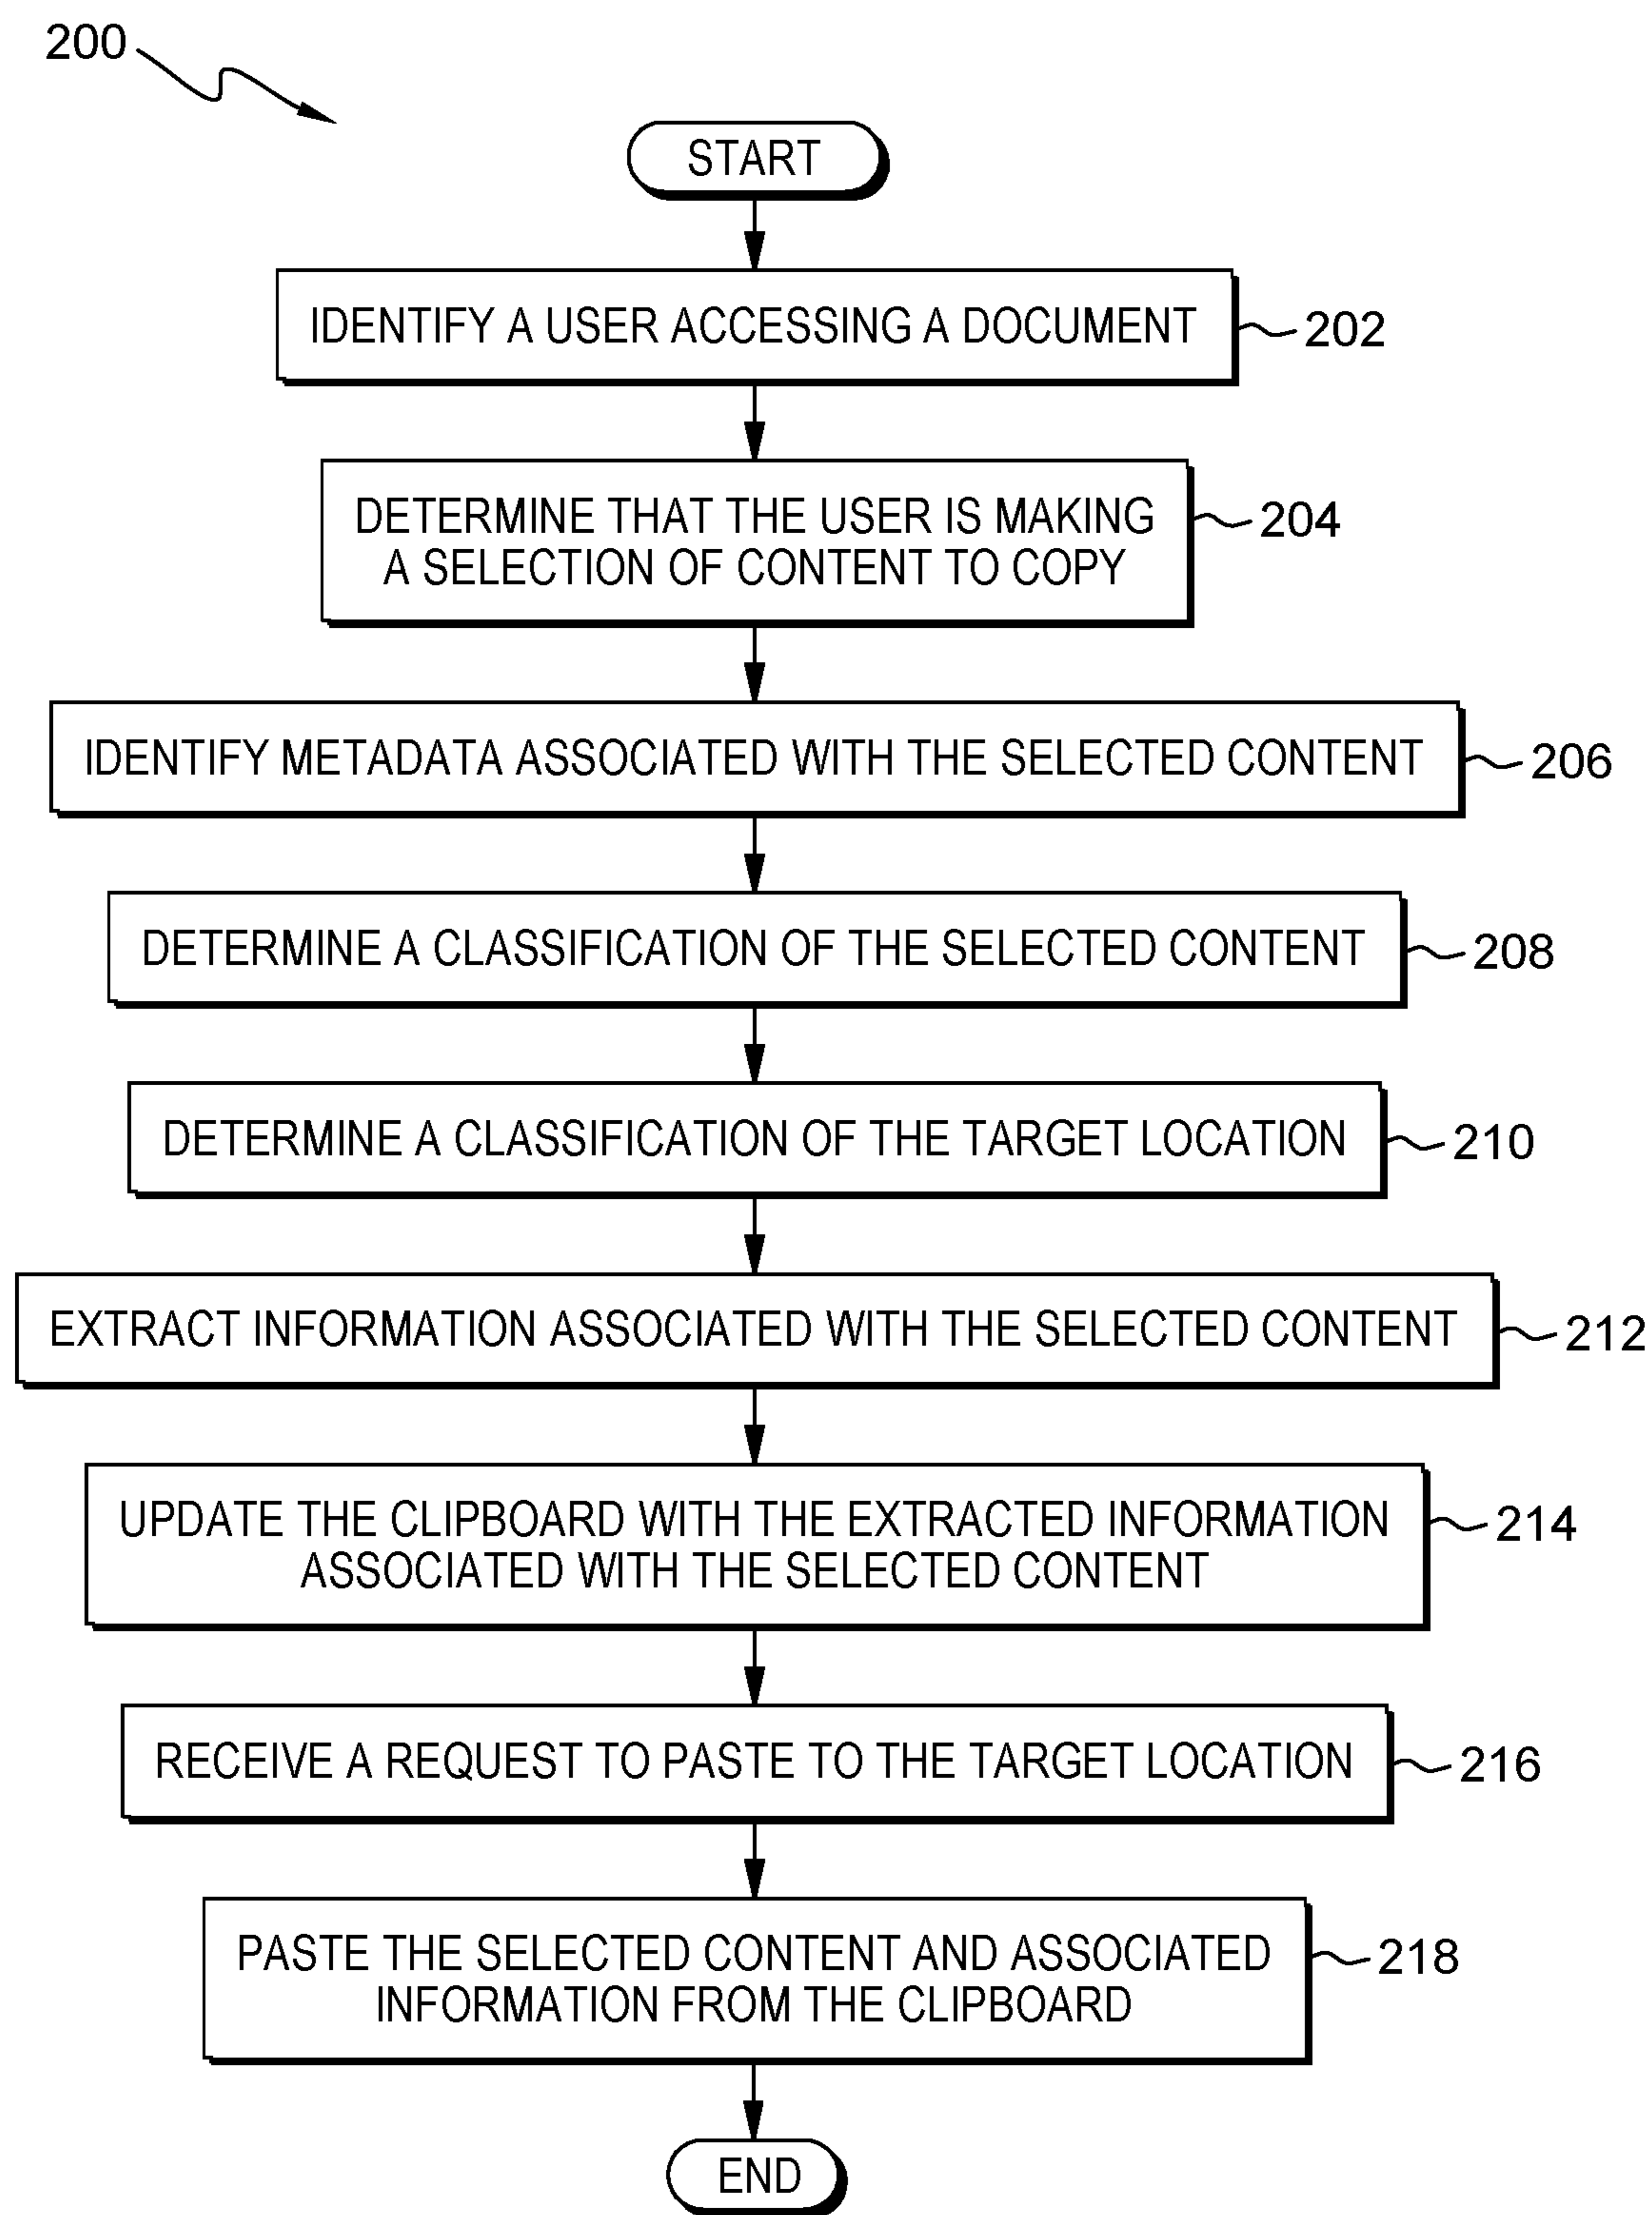 200
START
IDENTIFY A USER ACCESSING A DOCUMENT
202
DETERMINE THAT THE USER IS MAKING
A SELECTION OF CONTENT TO COPY
204
IDENTIFY METADATA ASSOCIATED WITH THE SELECTED CONTENT
206
DETERMINE A CLASSIFICATION OF THE SELECTED CONTENT
208
DETERMINE A CLASSIFICATION OF THE TARGET LOCATION
210
EXTRACT INFORMATION ASSOCIATED WITH THE SELECTED CONTENT
212
UPDATE THE CLIPBOARD WITH THE EXTRACTED INFORMATION
ASSOCIATED WITH THE SELECTED CONTENT
214
RECEIVE A REQUEST TO PASTE TO THE TARGET LOCATION
216
PASTE THE SELECTED CONTENT AND ASSOCIATED
INFORMATION FROM THE CLIPBOARD
218
END